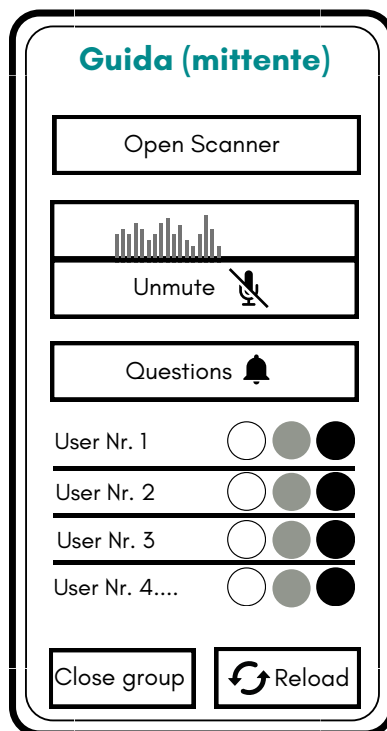 Guida (mittente)
Open Scanner
Unmute
Questions
User Nr. 1
User Nr. 2
User Nr. 3
User Nr. 4....
Close group
Reload